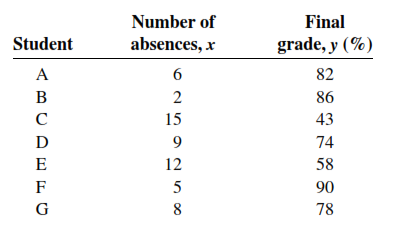 Number of Final
Student absences, x grade, y (%)
A 6 82
B 2 86
C 15 43
D 9 74
E 12 58
F 5 90
G 8 78